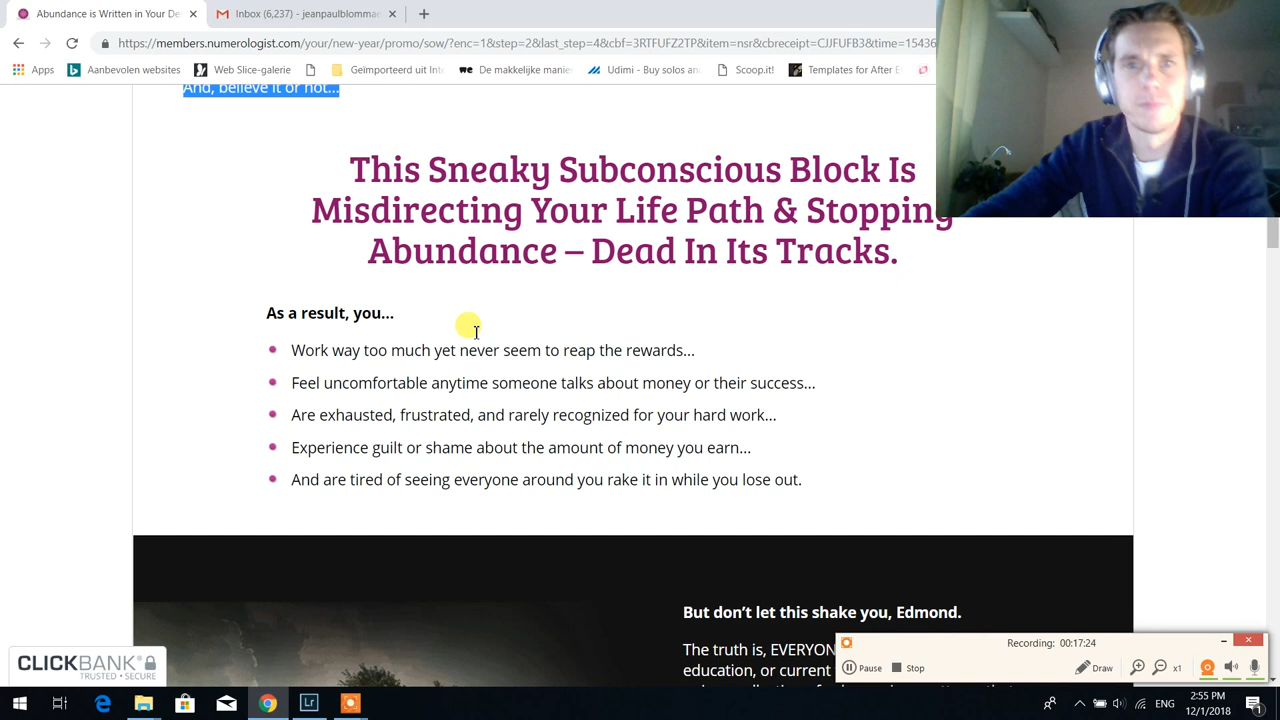 Abundance is Written in Your De
Inbox (6,237) - jeanpaulblommae
https://members.numerologist.com/your/new-year/promo/sow/?enc=1&step=2&last_step=4&cbf=3RTFUFZ2TP&item=nsr&cbreceipt=CJJFUFB3&time=15436
Apps
Aanbevolen websites
Web Slice-galerie
Geïmporteerd uit Int
De makkelijke manie
Udimi - Buy solos an
Scoop.it!
Templates for After E
And, believe it or not...
This Sneaky Subconscious Block Is
Misdirecting Your Life Path & Stopping
Abundance – Dead In Its Tracks.
As a result, you...
Work way too much yet never seem to reap the rewards...
Feel uncomfortable anytime someone talks about money or their success...
Are exhausted, frustrated, and rarely recognized for your hard work...
Experience guilt or shame about the amount of money you earn...
And are tired of seeing everyone around you rake it in while you lose out.
But don't let this shake you, Edmond.
The truth is, EVERYON
education, or current
Recording: 00:17:24
Pause
Stop
Draw
x1
CLICKBANK
TRUSTED • SECURE
Lr
ENG
2:55 PM
12/1/2018
1